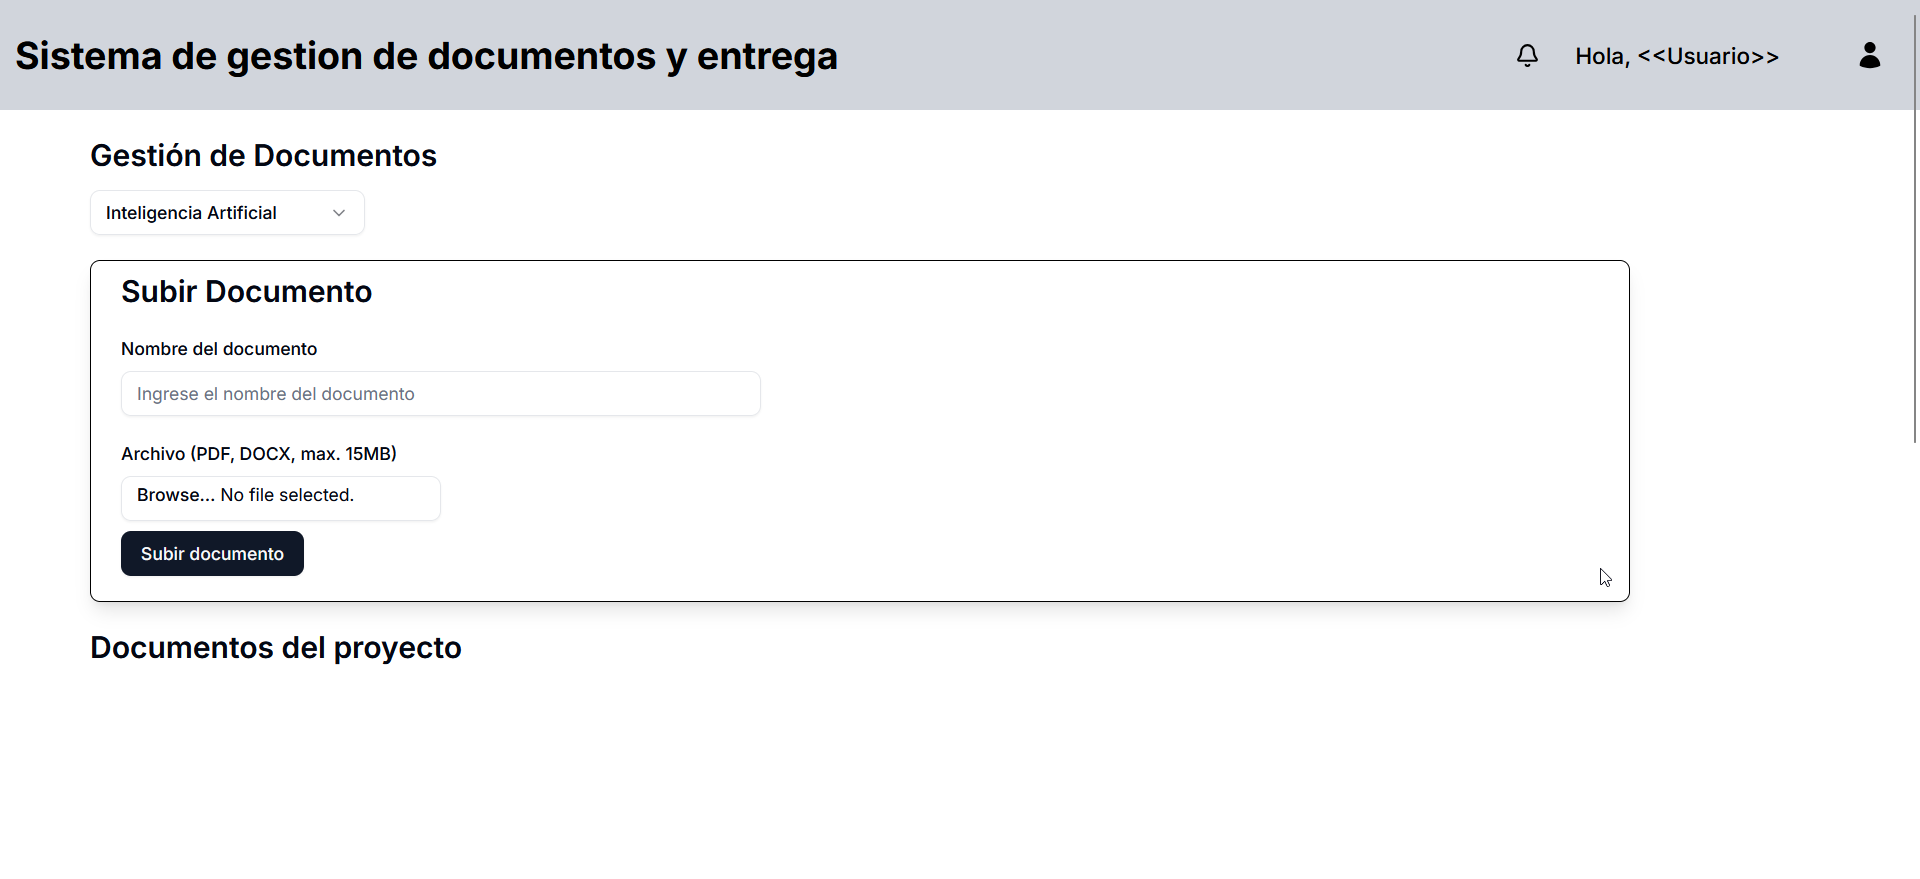 Sistema de gestion de documentos y entrega
Hola, <<Usuario>>
Gestión de Documentos
Inteligencia Artificial
Subir Documento
Nombre del documento
Ingrese el nombre del documento
Archivo (PDF, DOCX, max. 15MB)
Browse... No file selected.
Subir documento
Documentos del proyecto